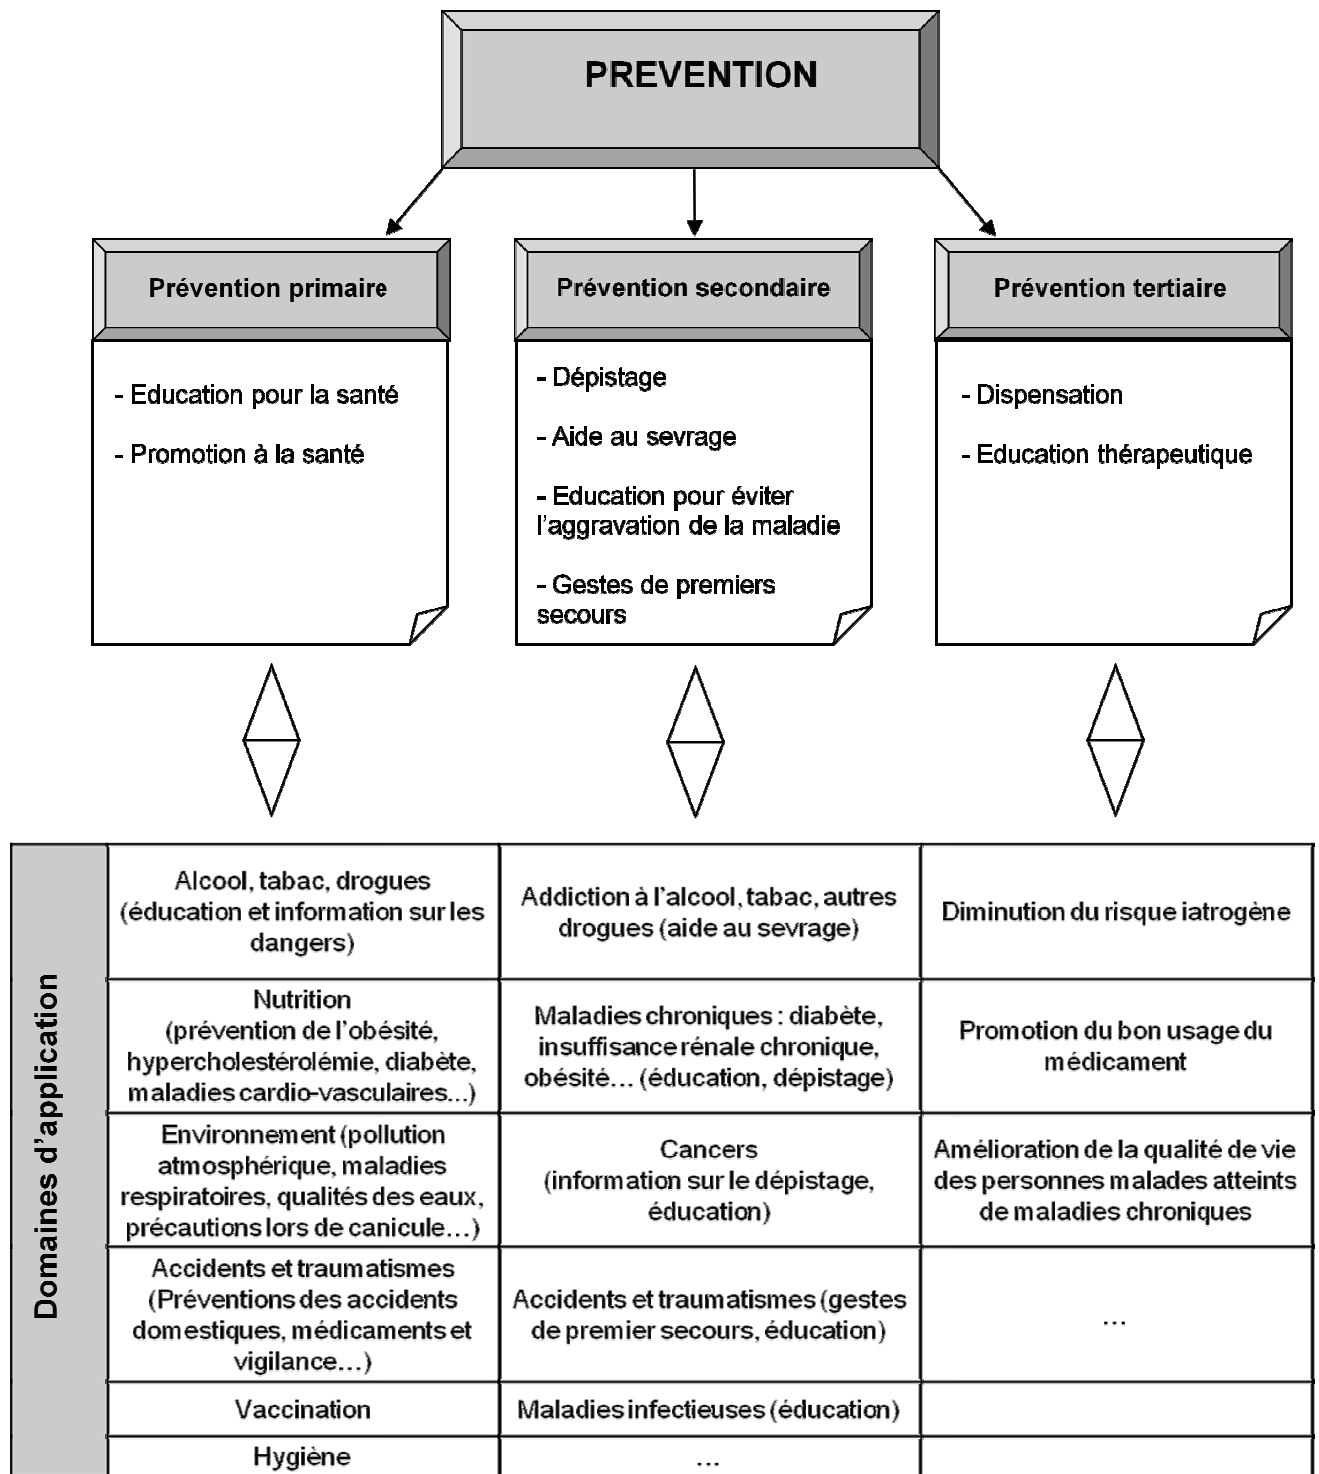 PREVENTION
Prévention primaire
- Education pour la santé
- Promotion à la santé
Prévention secondaire
- Dépistage
- Aide au sevrage
- Education pour éviter
l'aggravation de la maladie
- Gestes de premiers
secours
Prévention tertiaire
- Dispensation
- Education thérapeutique
Domaines d'application
Alcool, tabac, drogues
(éducation et information sur les
dangers)
Addiction à l'alcool, tabac, autres
drogues (aide au sevrage)
Diminution du risque iatrogène
Nutrition
(prévention de l'obésité,
hypercholestérolémie, diabète,
maladies cardio-vasculaires...)
Maladies chroniques : diabète,
insuffisance rénale chronique,
obésité... (éducation, dépistage)
Promotion du bon usage du
médicament
Environnement (pollution
atmosphérique, maladies
respiratoires, qualités des eaux,
précautions lors de canicule...)
Cancers
(information sur le dépistage,
éducation)
Amélioration de la qualité de vie
des personnes malades atteints
de maladies chroniques
Accidents et traumatismes
(Préventions des accidents
domestiques, médicaments et
vigilance...)
Accidents et traumatismes (gestes
de premier secours, éducation)
...
Vaccination
Maladies infectieuses (éducation)
Hygiène
...